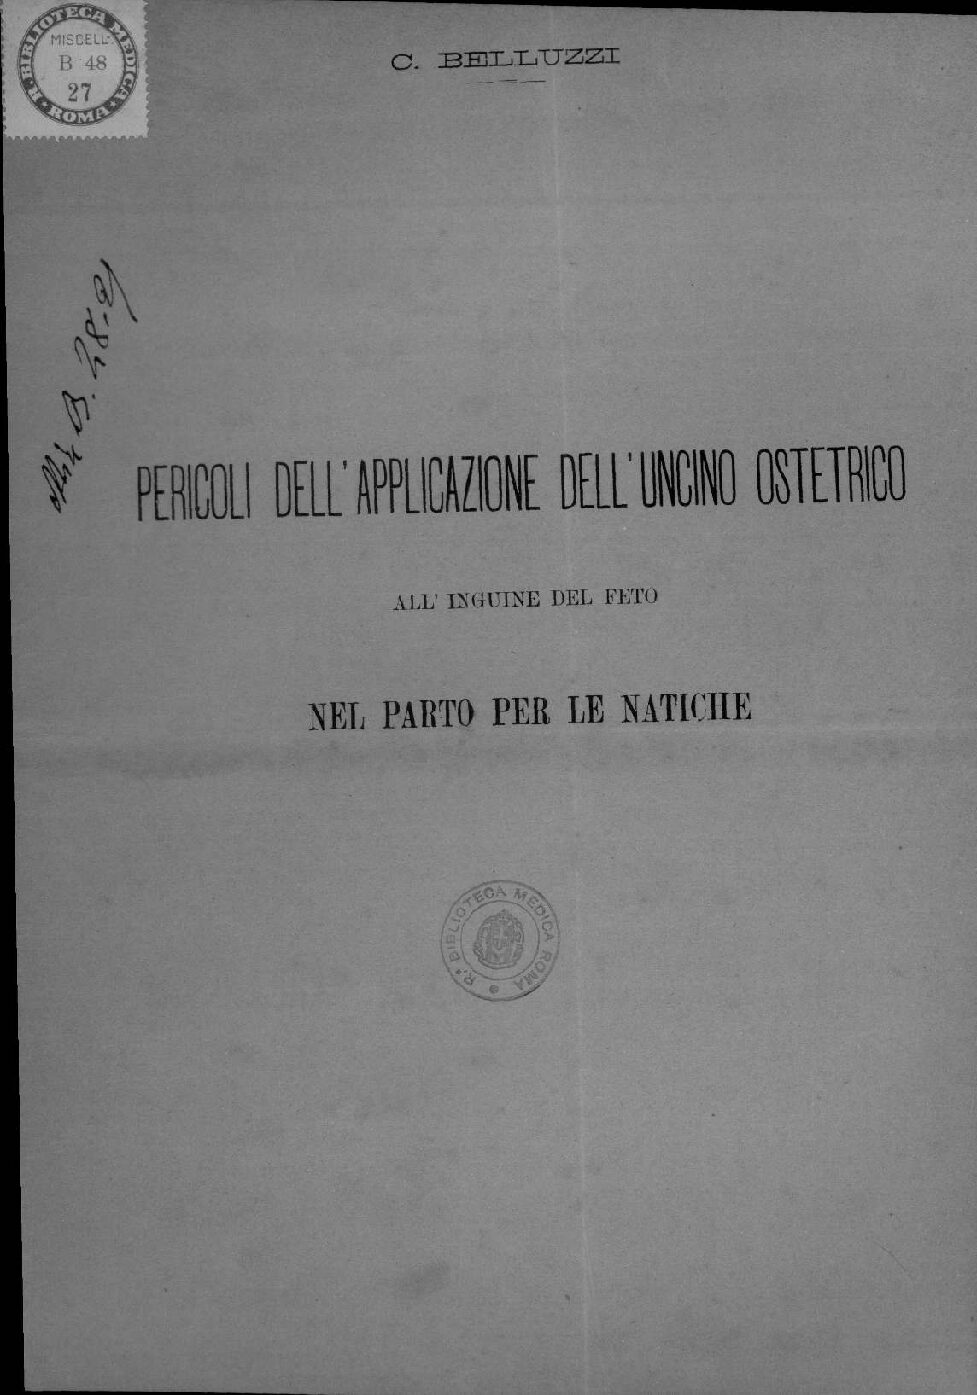 R. BIBLIOTECA MEDICA
MISCELL.
B 48
27
ROMA
C. BELLUZZI
PERICOLI DELL'APPLICAZIONE DELL'UNCINO OSTETRICO
ALL' INGUINE DEL FETO
NEL PARTO PER LE NATICHE
R.ª BIBLIOTECA MEDICA ROMA